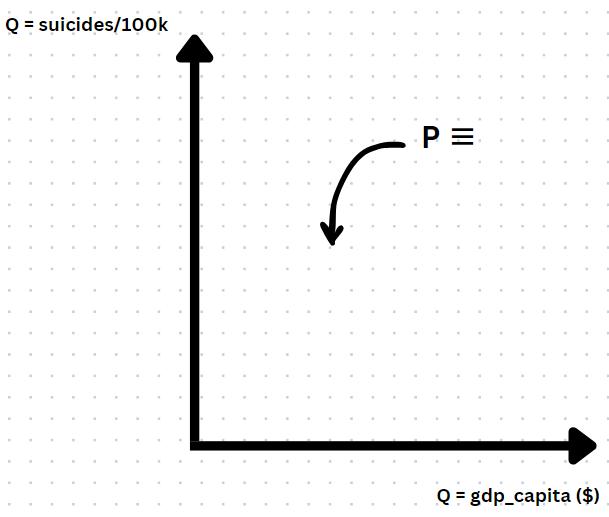 Q = suicides/100k
P ≡
Q = gdp_capita ($)